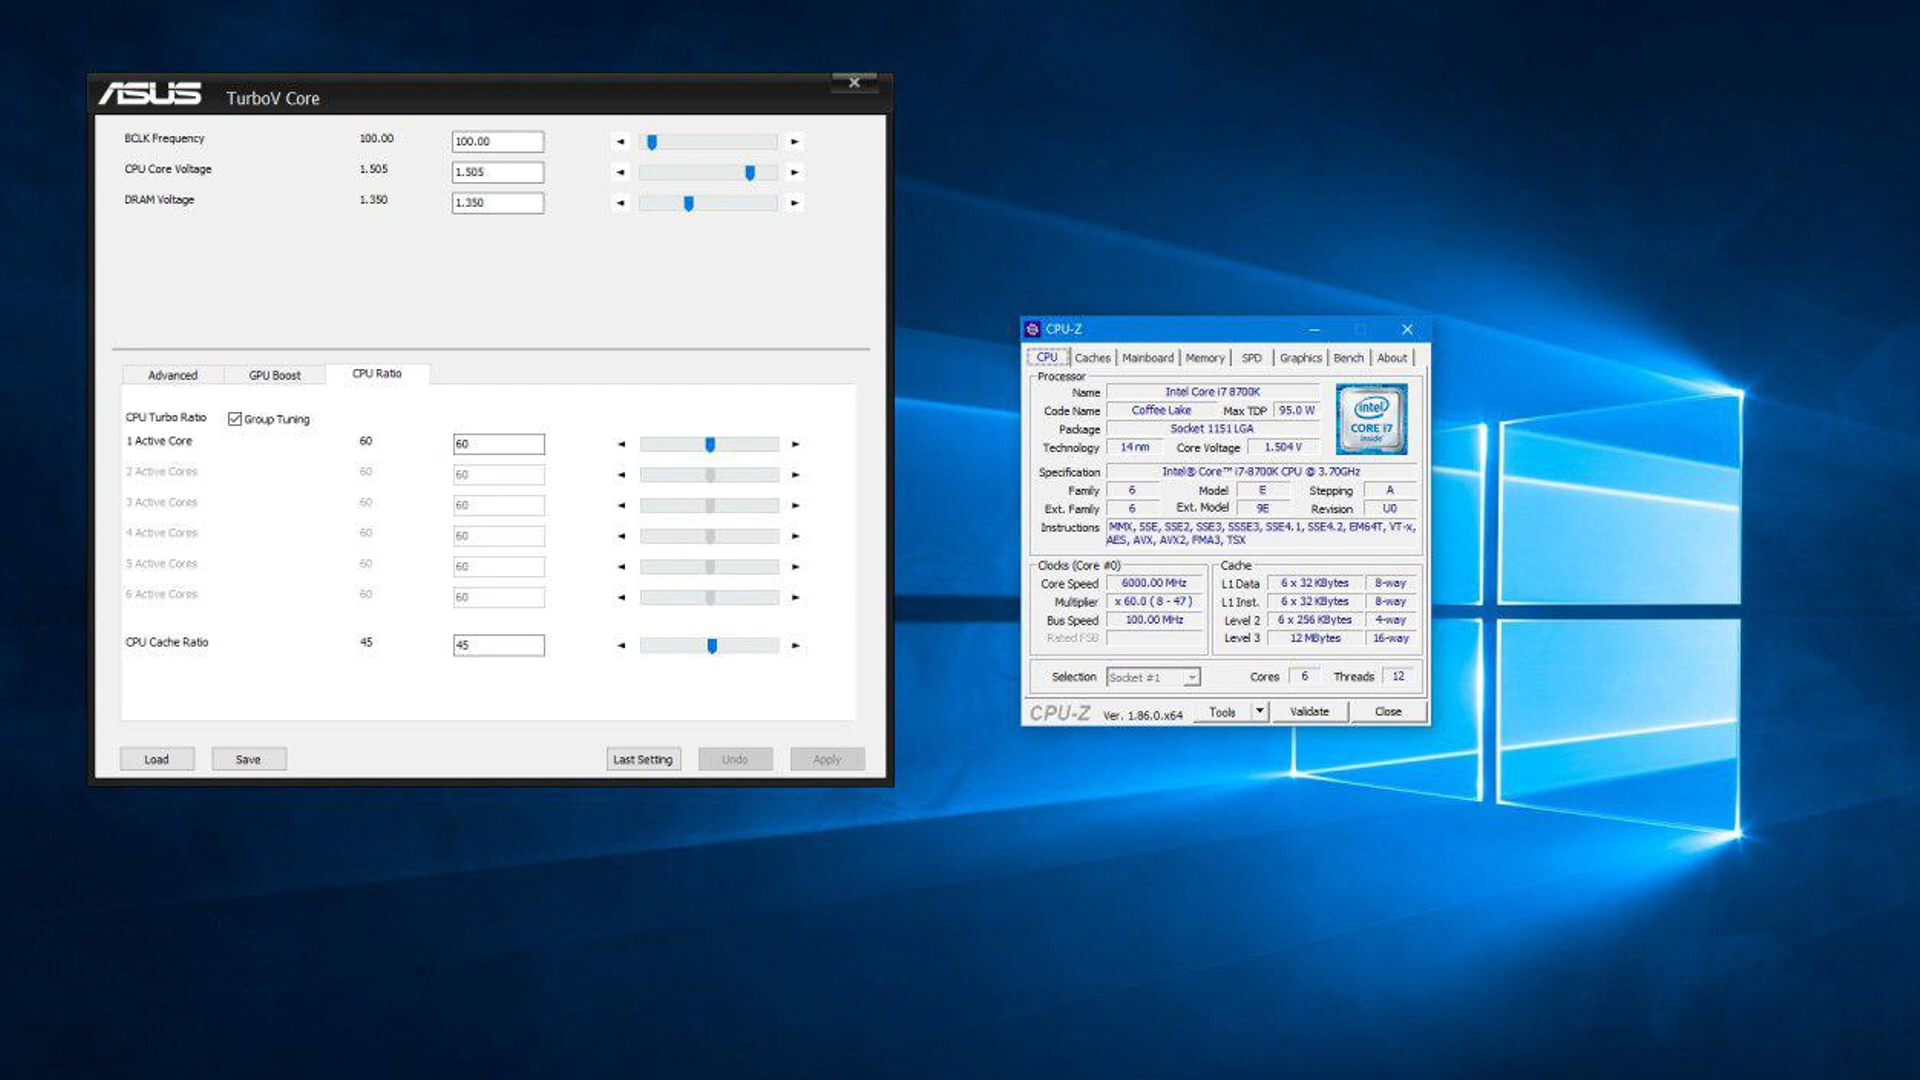 ASUS TurboV Core
BCLK Frequency 100.00 100.00
CPU Core Voltage 1.505 1.505
DRAM Voltage 1.350 1.350
Advanced GPU Boost CPU Ratio
CPU Turbo Ratio Group Tuning
1 Active Core 60 60
2 Active Cores 60 60
3 Active Cores 60 60
4 Active Cores 60 60
5 Active Cores 60 60
6 Active Cores 60 60
CPU Cache Ratio 45 45
Load Save Last Setting Undo Apply
CPU-Z
CPU Caches Mainboard Memory SPD Graphics Bench About
Processor
Name Intel Core i7 8700K
Code Name Coffee Lake Max TDP 95.0 W
Package Socket 1151 LGA
Technology 14 nm Core Voltage 1.504 V
intel
CORE i7
inside
Specification Intel® Core™ i7-8700K CPU @ 3.70GHz
Family 6 Model E Stepping A
Ext. Family 6 Ext. Model 9E Revision U0
Instructions MMX, SSE, SSE2, SSE3, SSSE3, SSE4.1, SSE4.2, EM64T, VT-x,
AES, AVX, AVX2, FMA3, TSX
Clocks (Core #0)
Core Speed 6000.00 MHz
Multiplier x 60.0 ( 8 - 47 )
Bus Speed 100.00 MHz
Rated FSB
Cache
L1 Data 6 x 32 KBytes 8-way
L1 Inst. 6 x 32 KBytes 8-way
Level 2 6 x 256 KBytes 4-way
Level 3 12 MBytes 16-way
Selection Socket #1 Cores 6 Threads 12
CPU-Z Ver. 1.86.0.x64 Tools Validate Close